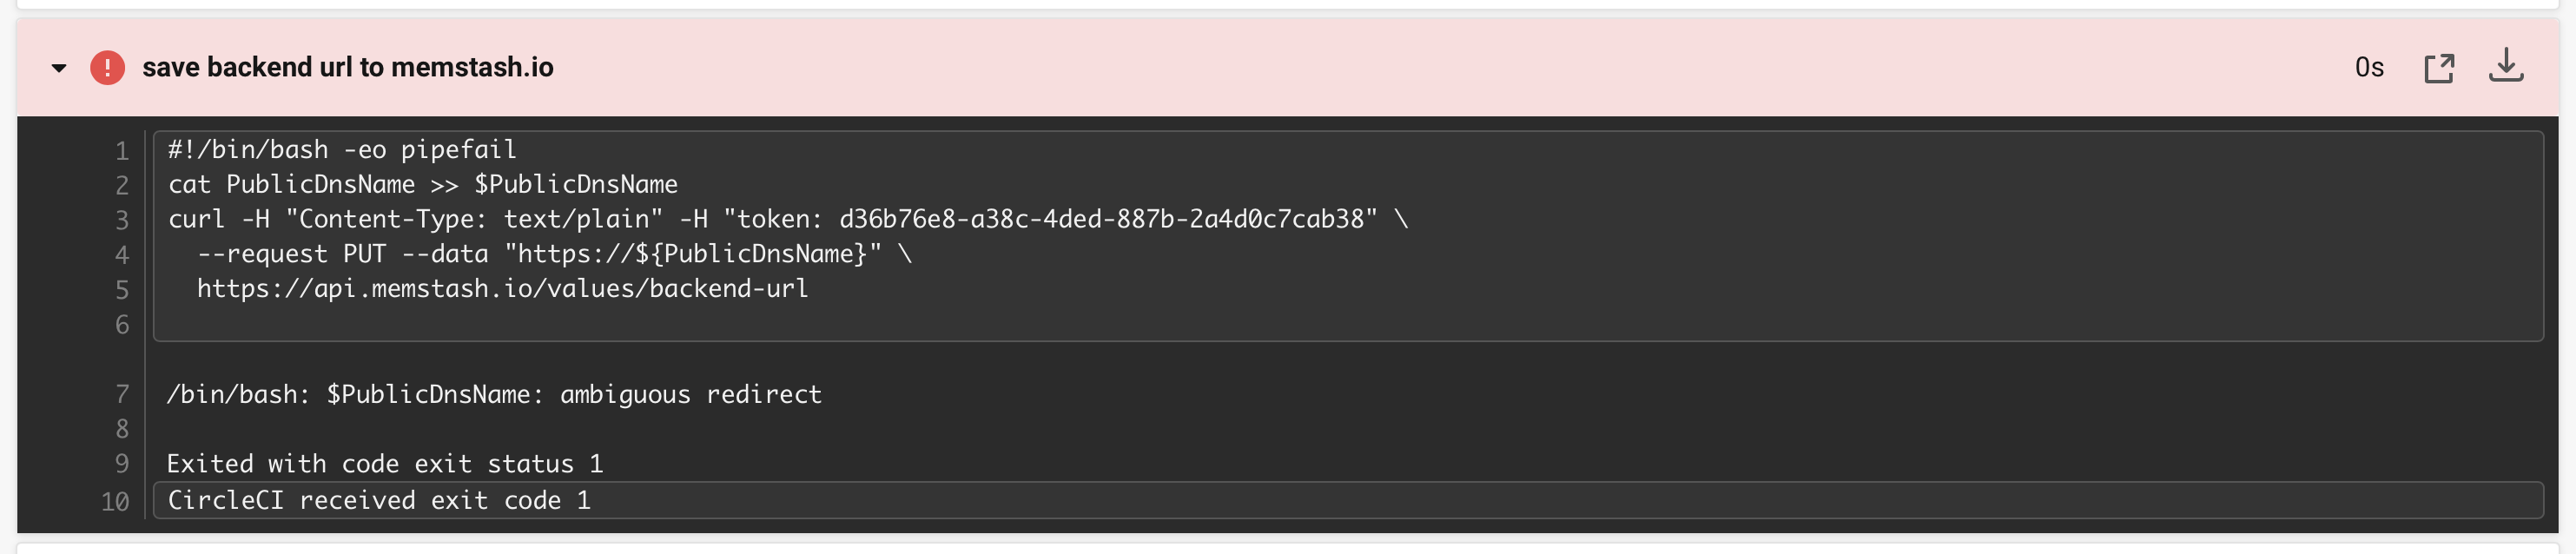 save backend url to memstash.io
0s
1 #!/bin/bash -eo pipefail
2 cat PublicDnsName >> $PublicDnsName
3 curl -H "Content-Type: text/plain" -H "token: d36b76e8-a38c-4ded-887b-2a4d0c7cab38" \
4   --request PUT --data "https://${PublicDnsName}" \
5   https://api.memstash.io/values/backend-url
6
7 /bin/bash: $PublicDnsName: ambiguous redirect
8
9 Exited with code exit status 1
10 CircleCI received exit code 1